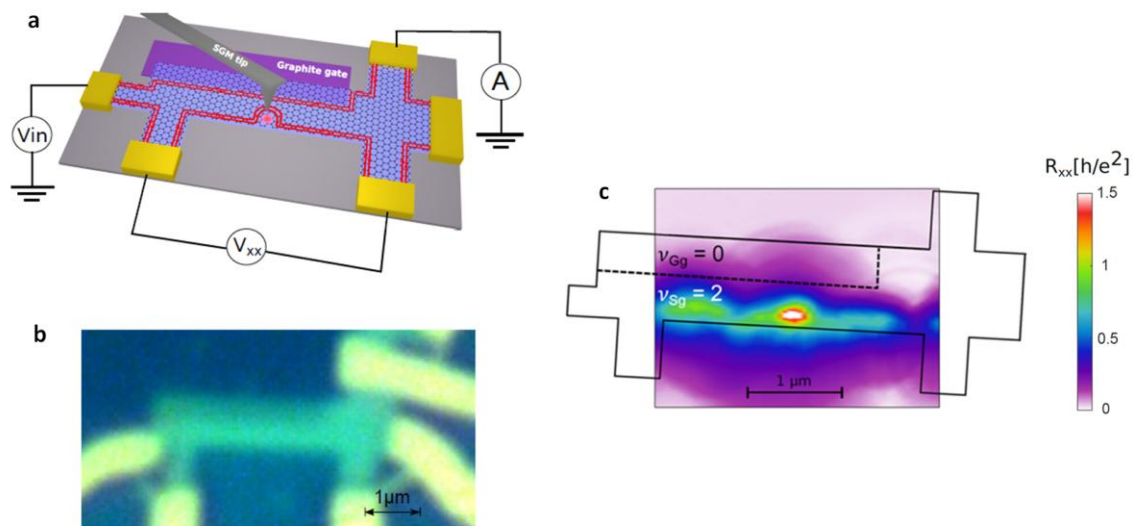 a
SGM tip
Graphite gate
Vin
A
Vxx
b
1μm
c
νGg = 0
νSg = 2
1 μm
Rxx[h/e²]
1.5
1
0.5
0